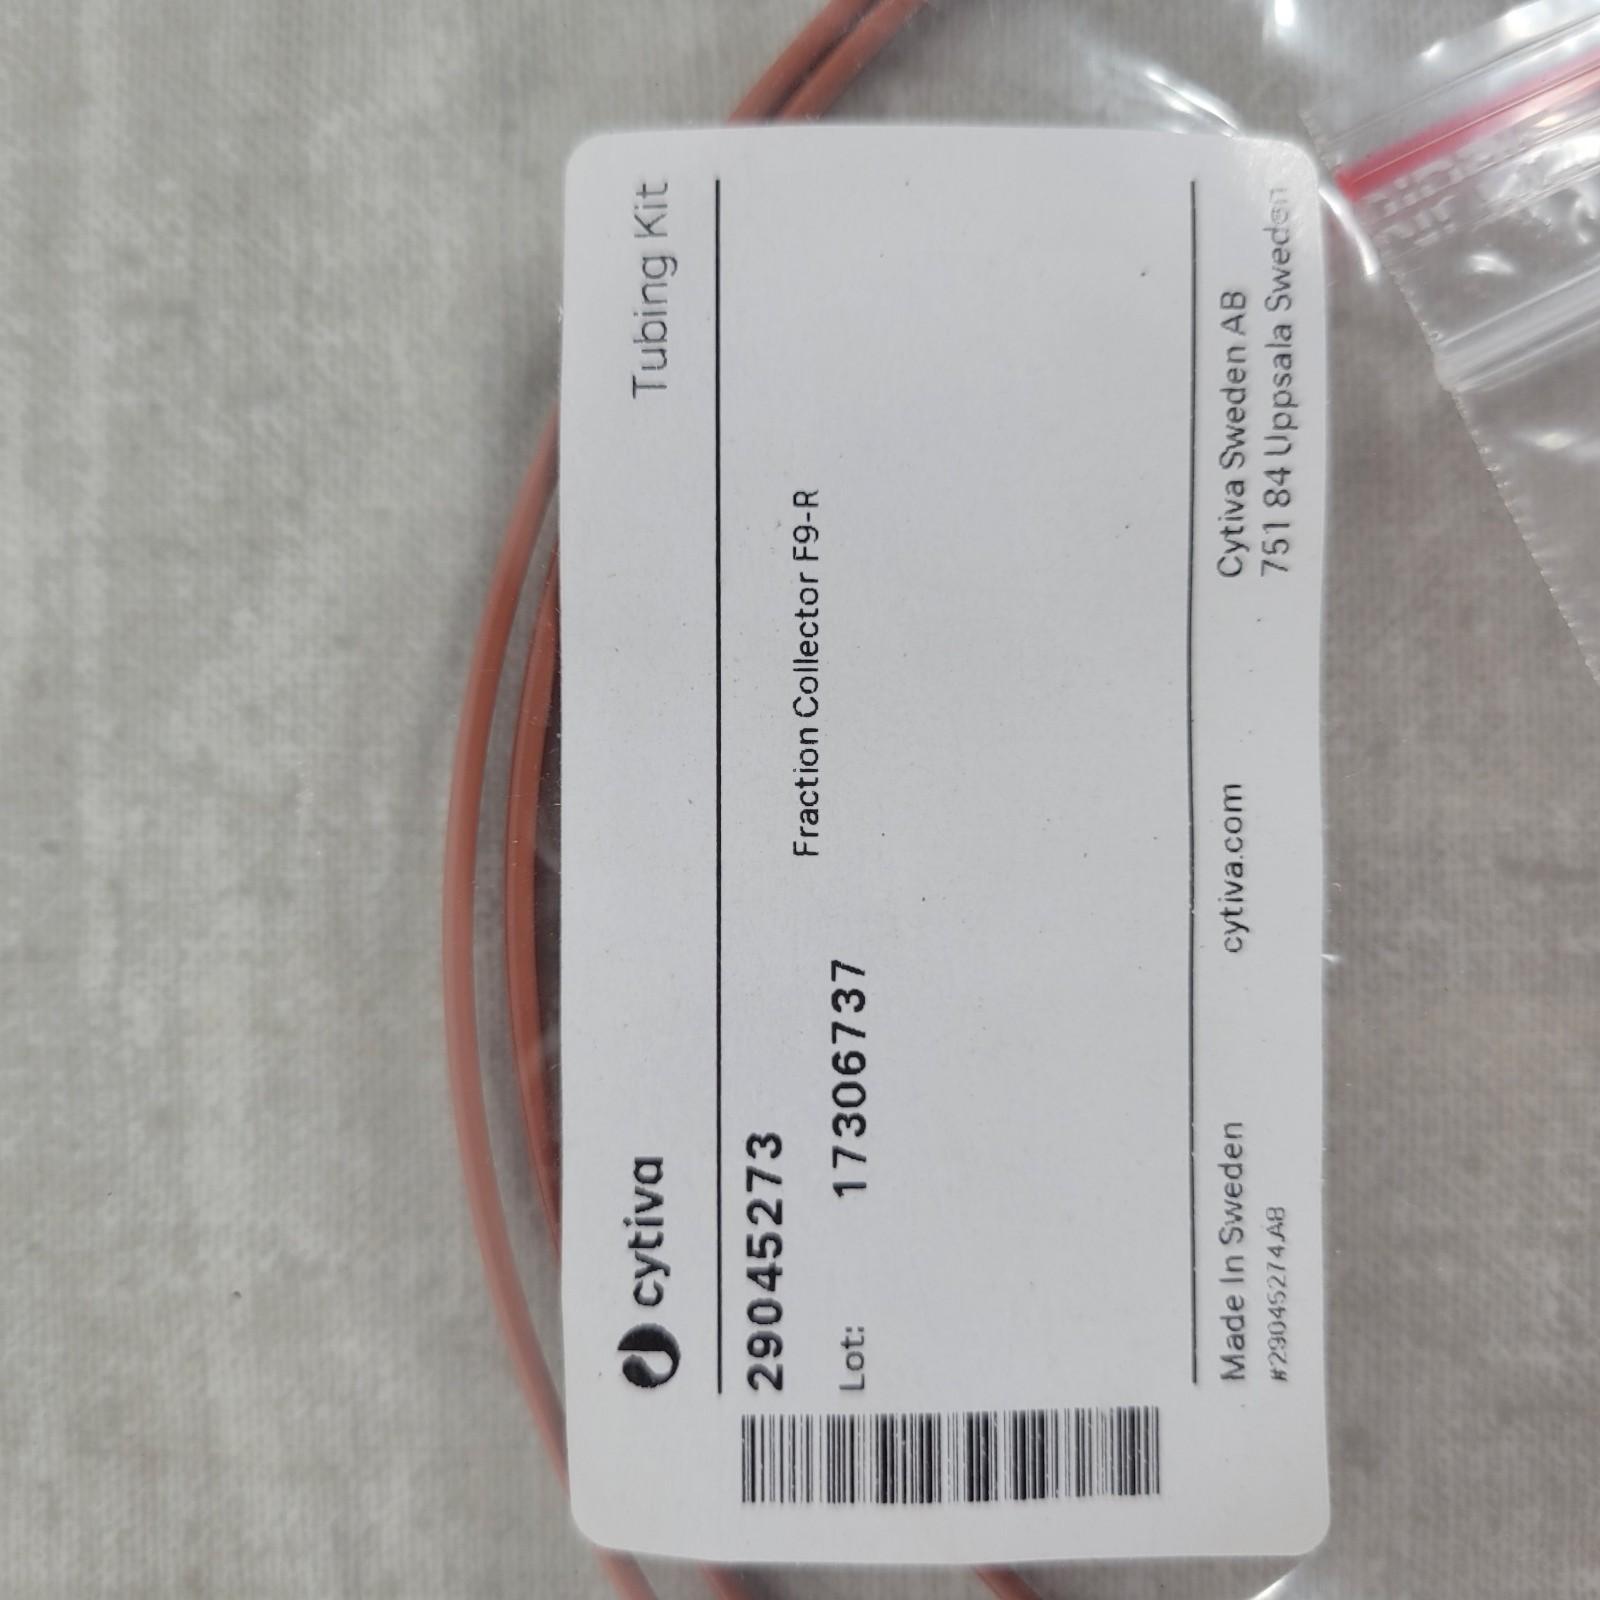 cytiva
Tubing Kit
29045273
Fraction Collector F9-R
Lot: 17306737
Made In Sweden
cytiva.com
Cytiva Sweden AB
#29045274AB
751 84 Uppsala Sweden